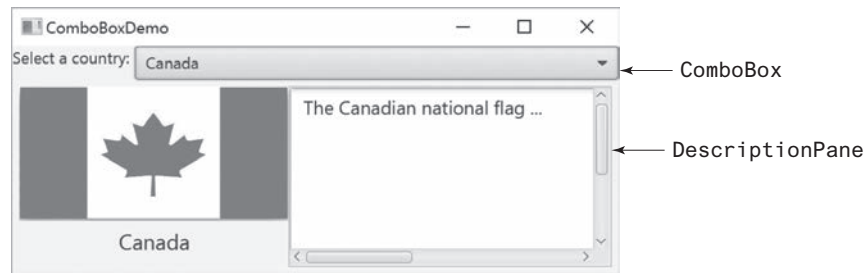 ComboBoxDemo
Select a country: Canada
ComboBox
The Canadian national flag ...
DescriptionPane
Canada